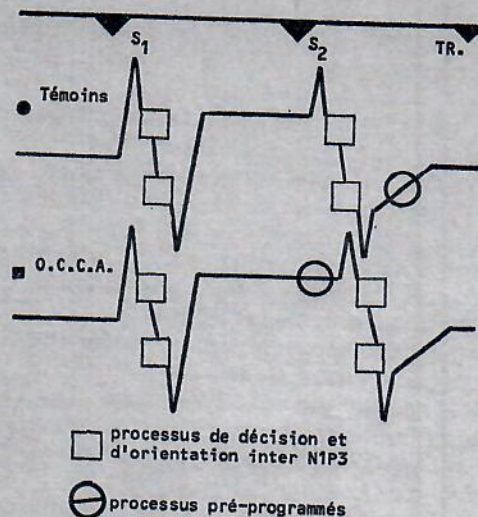 S1 S2 TR.
Témoins
O.C.C.A.
processus de décision et
d'orientation inter N1P3
processus pré-programmés